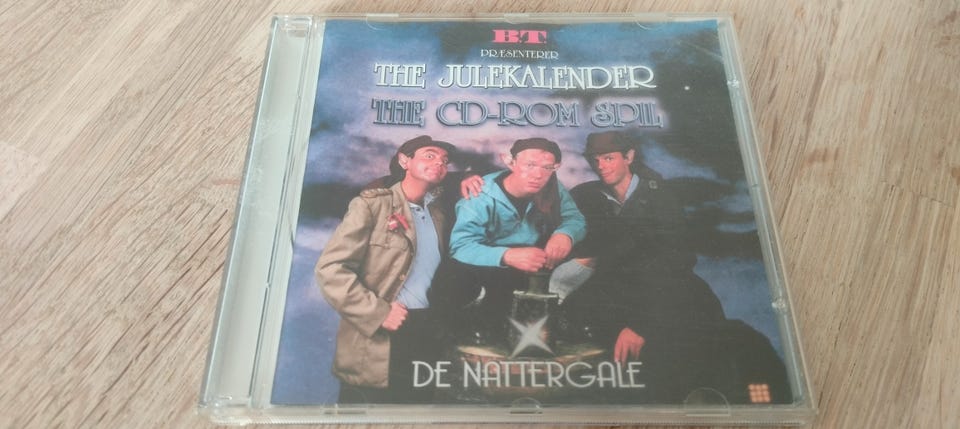 B.T.
PRÆSENTERER
THE JULEKALENDER
THE CD-ROM SPIL
DE NATTERGALE